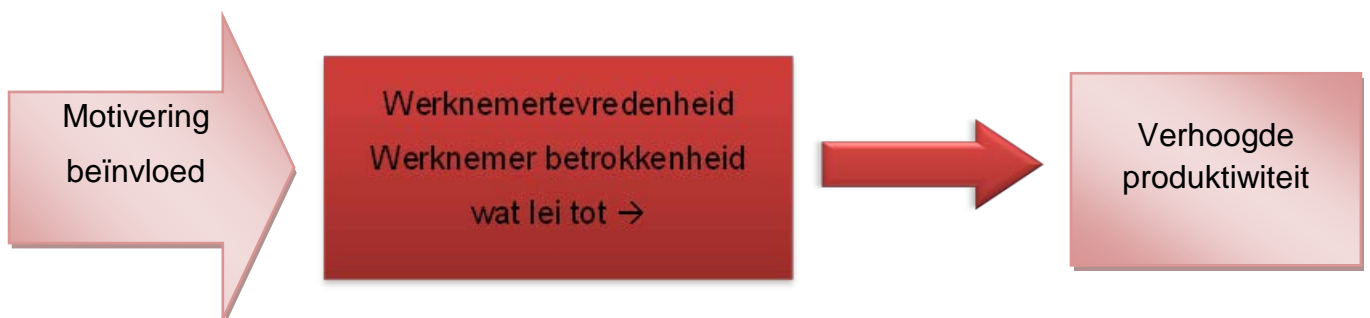 Motivering
beïnvloed
Werknemertevredenheid
Werknemer betrokkenheid
wat lei tot →
Verhoogde
produktiwiteit